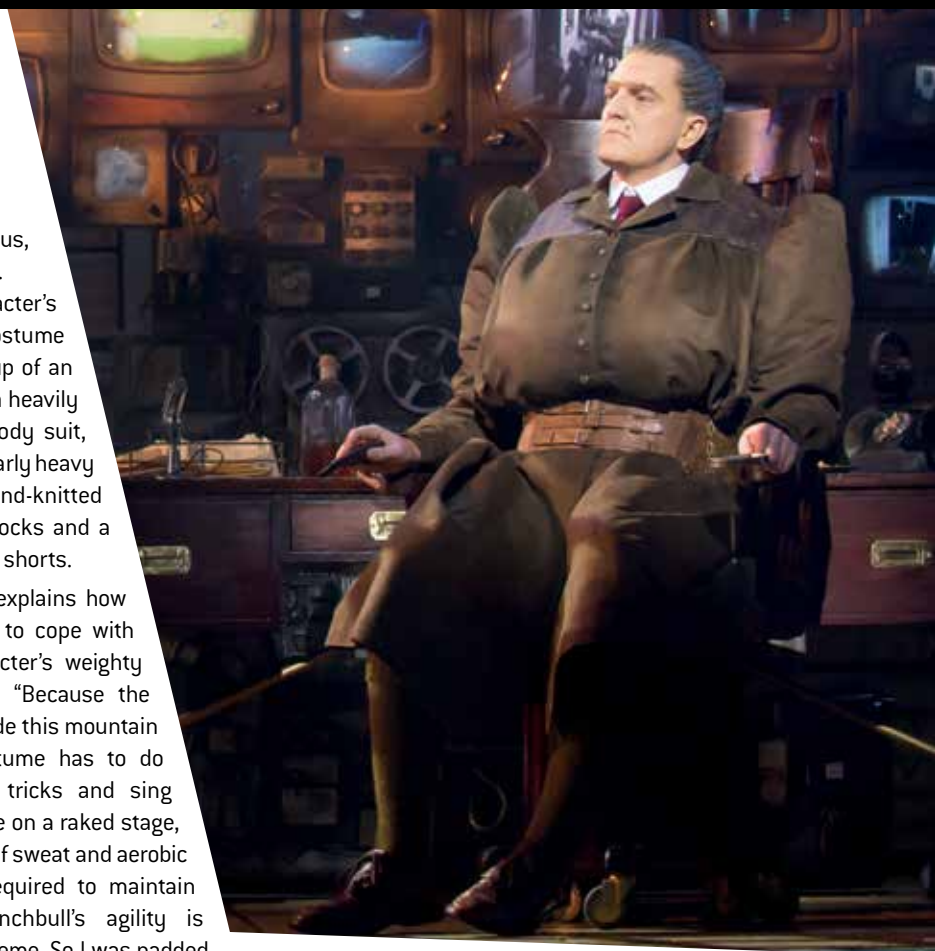 us,
.
acter's
ostume
up of an
heavily
ody suit,
arly heavy
nd-knitted
ocks and a
shorts.
explains how
to cope with
cter's weighty
"Because the
de this mountain
tume has to do
tricks and sing
e on a raked stage,
f sweat and aerobic
equired to maintain
nchbull's agility is
ome. So I was padded